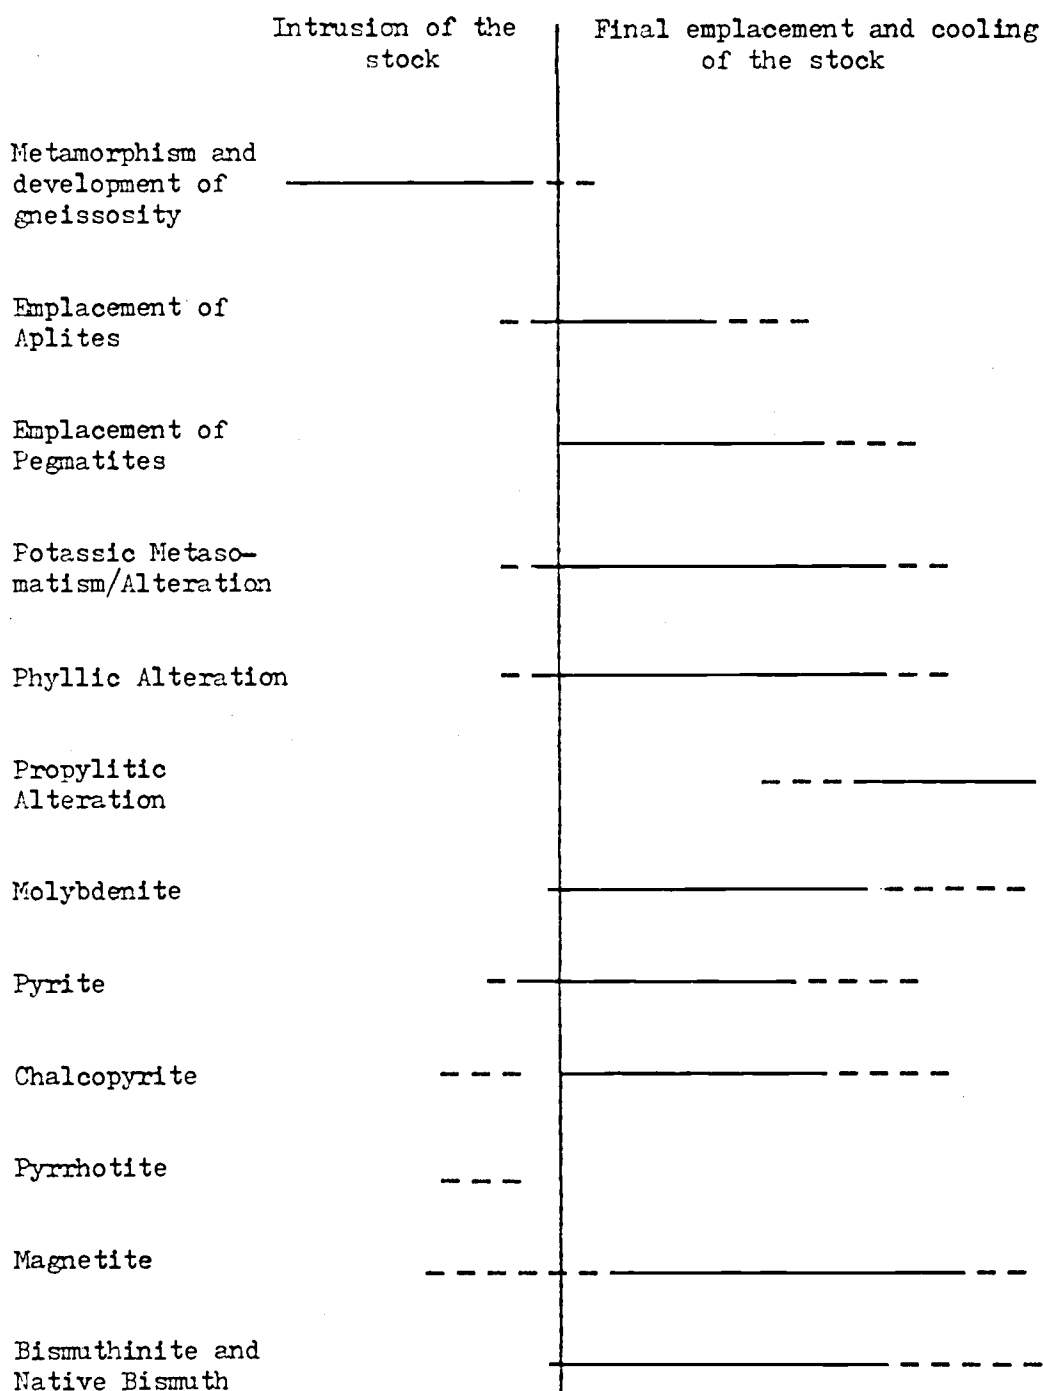 Intrusion of the
stock
Final emplacement and cooling
of the stock
Metamorphism and
development of
gneissosity
Emplacement of
Aplites
Emplacement of
Pegmatites
Potassic Metaso-
matism/Alteration
Phyllic Alteration
Propylitic
Alteration
Molybdenite
Pyrite
Chalcopyrite
Pyrrhotite
Magnetite
Bismuthinite and
Native Bismuth